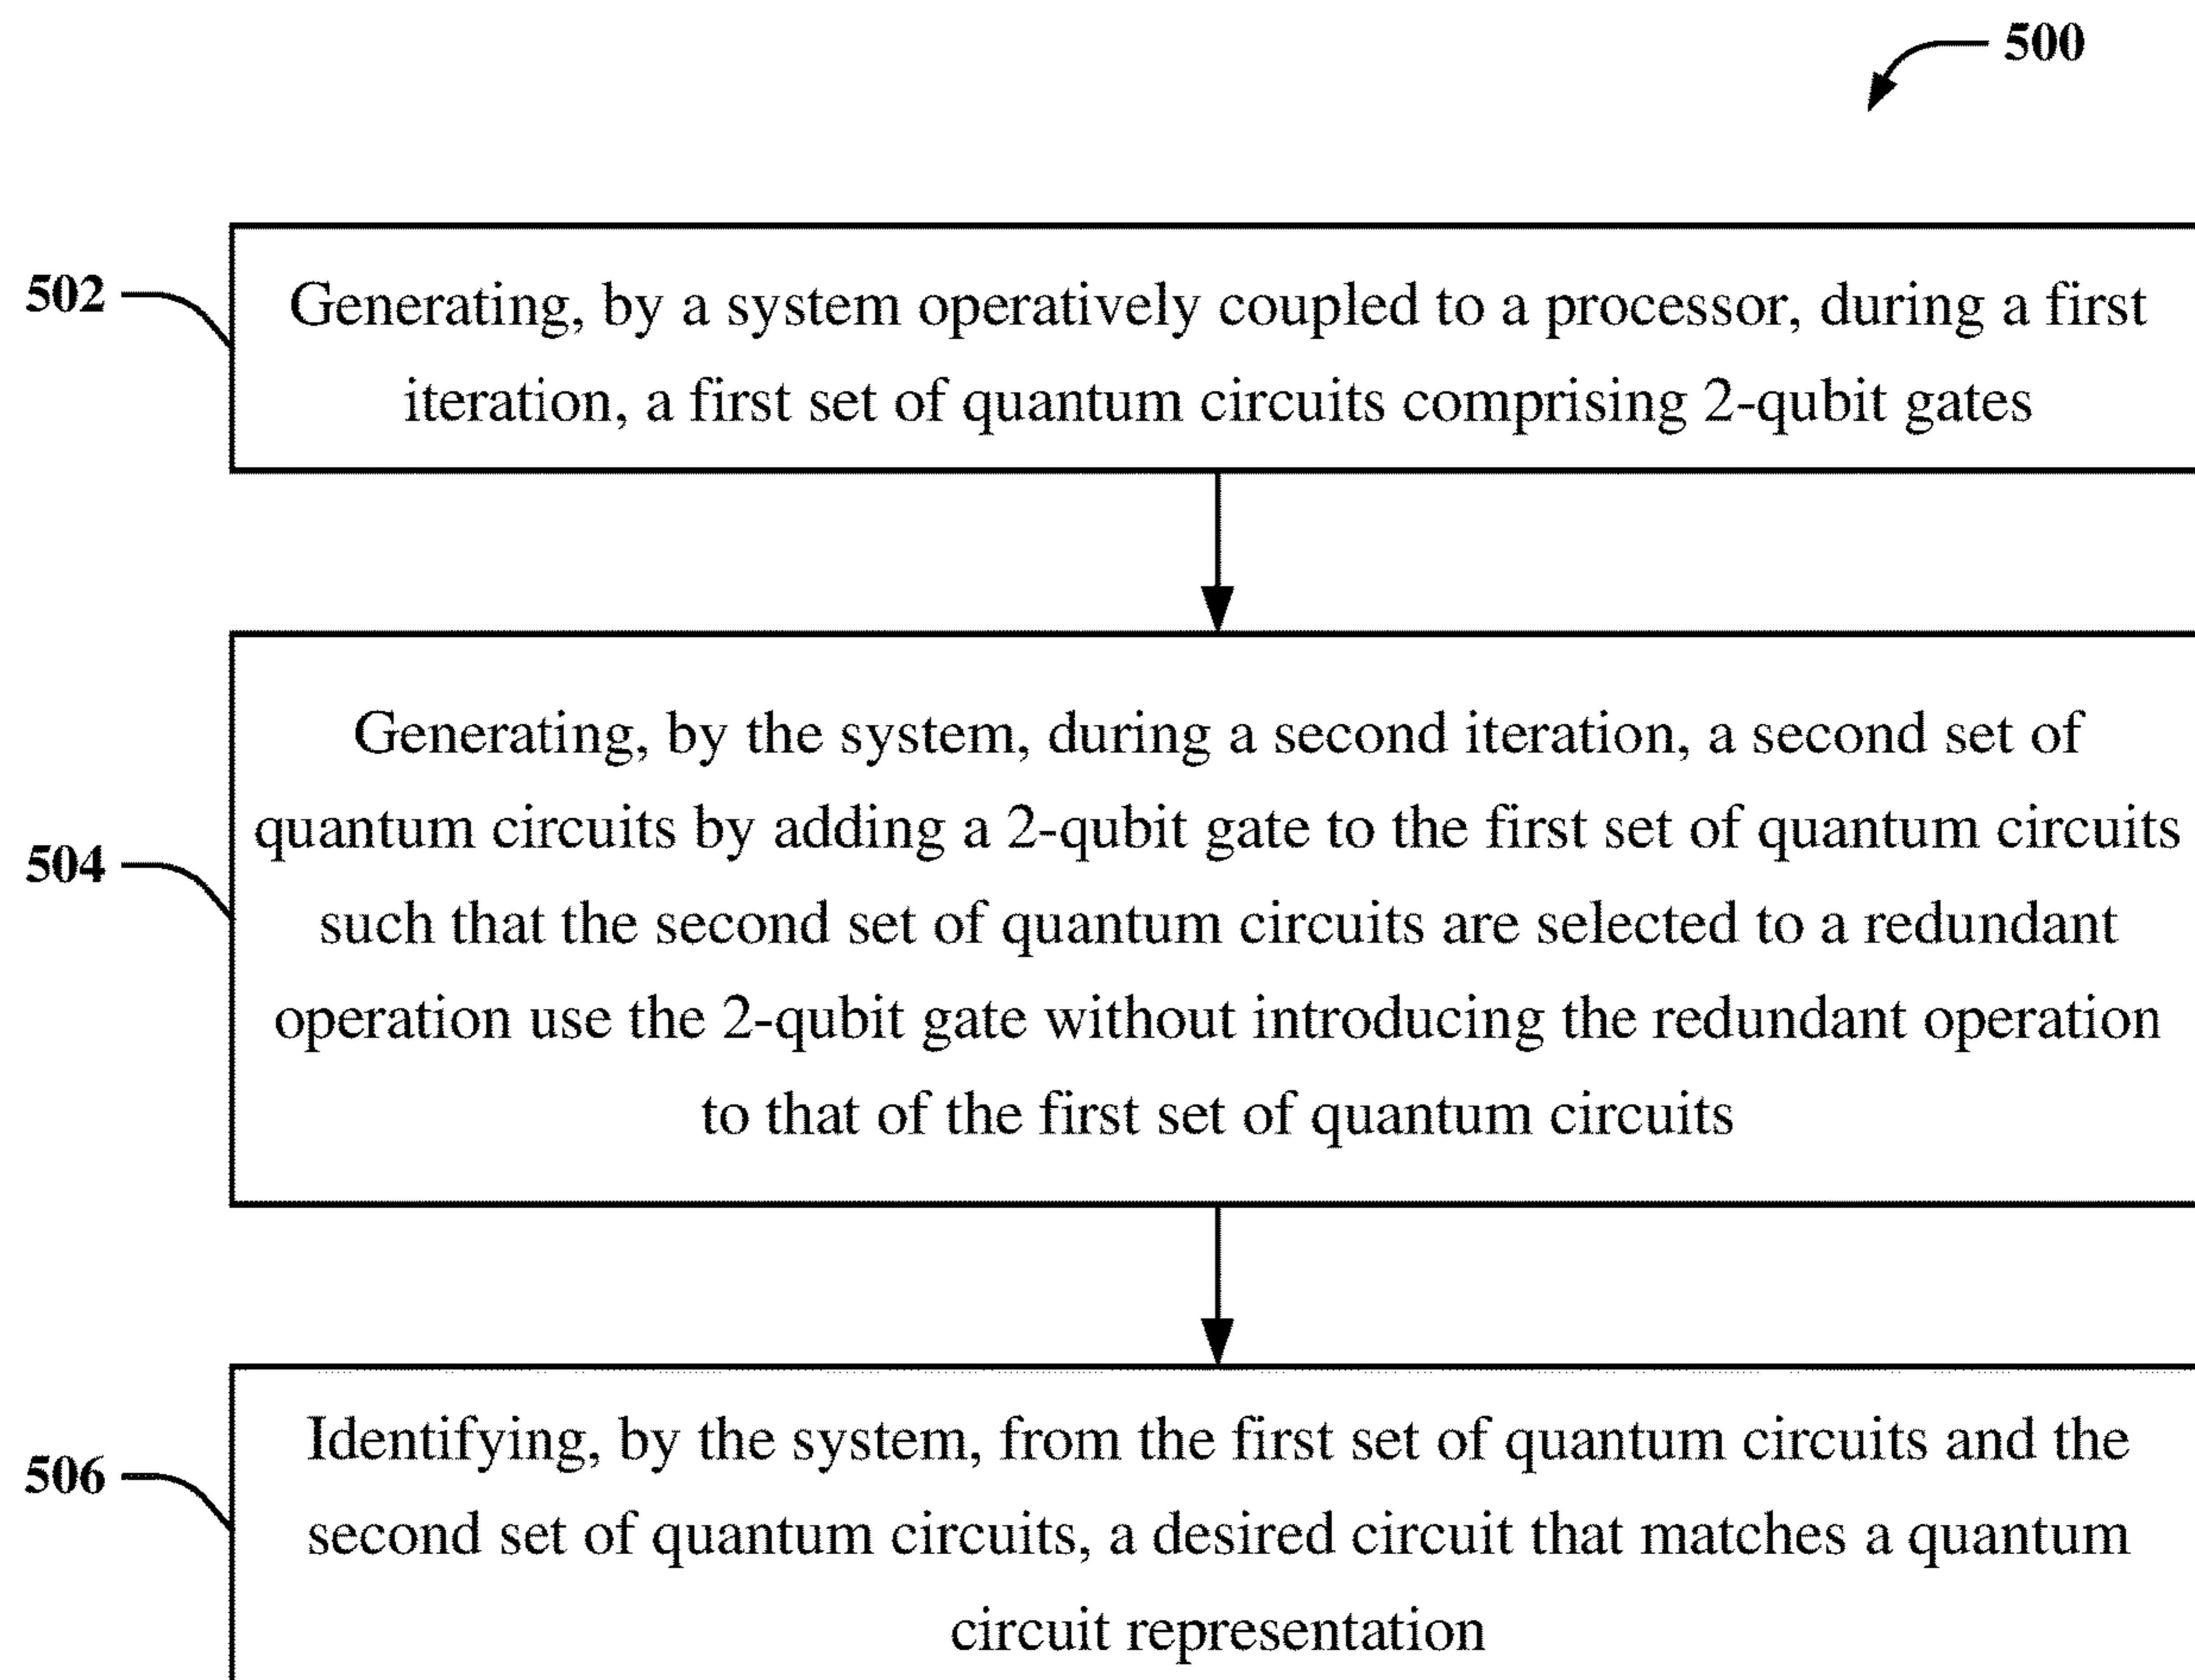 500
502
Generating, by a system operatively coupled to a processor, during a first
iteration, a first set of quantum circuits comprising 2-qubit gates
504
Generating, by the system, during a second iteration, a second set of
quantum circuits by adding a 2-qubit gate to the first set of quantum circuits
such that the second set of quantum circuits are selected to a redundant
operation use the 2-qubit gate without introducing the redundant operation
to that of the first set of quantum circuits
506
Identifying, by the system, from the first set of quantum circuits and the
second set of quantum circuits, a desired circuit that matches a quantum
circuit representation